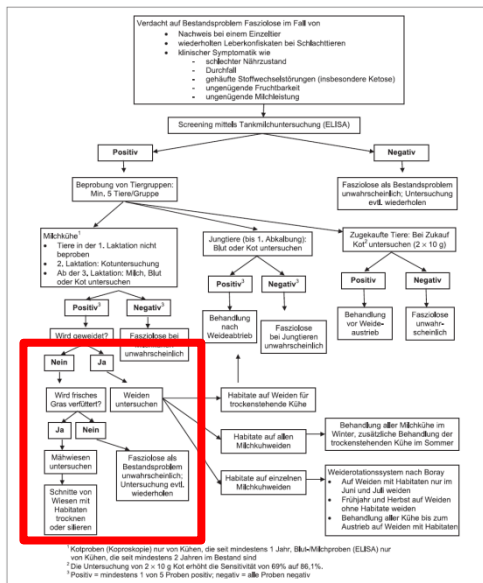 Verdacht auf Bestandsproblem Fasziolose im Fall von
• Nachweis bei einem Einzeltier
• wiederholten Leberkonfiskaten bei Schlachttieren
• klinischer Symptomatik wie
- schlechter Nährzustand
- Durchfall
- gehäufte Stoffwechselstörungen (insbesondere Ketose)
- ungenügende Fruchtbarkeit
- ungenügende Milchleistung
Screening mittels Tankmilchuntersuchung (ELISA)
Positiv
Negativ
Beprobung von Tiergruppen:
Min. 5 Tiere/Gruppe
Fasziolose als Bestandsproblem
unwahrscheinlich; Untersuchung
evtl. wiederholen
Milchkühe1
• Tiere in der 1. Laktation nicht
beproben
• 2. Laktation: Kotuntersuchung
• Ab der 3. Laktation: Milch, Blut
oder Kot untersuchen
Jungtiere (bis 1. Abkalbung):
Blut oder Kot untersuchen
Zugekaufte Tiere: Bei Zukauf
Kot2 untersuchen (2 × 10 g)
Positiv3
Negativ3
Positiv3
Negativ3
Positiv
Negativ
Wird geweidet?
Fasziolose bei
unwahrscheinlich
Behandlung
nach
Weideabtrieb
Fasziolose
bei Jungtieren
unwahrscheinlich
Behandlung
vor Weide-
austrieb
Fasziolose
unwahr-
scheinlich
Nein
Ja
Wird frisches
Gras verfüttert?
Weiden
untersuchen
Habitate auf Weiden für
trockenstehende Kühe
Ja
Nein
Habitate auf allen
Milchkuhweiden
Behandlung aller Milchkühe im
Winter, zusätzliche Behandlung der
trockenstehenden Kühe im Sommer
Mähwiesen
untersuchen
Fasziolose als
Bestandsproblem
unwahrscheinlich;
Untersuchung evtl.
wiederholen
Habitate auf einzelnen
Milchkuhweiden
Weiderotationssystem nach Boray
• Auf Weiden mit Habitaten nur im
Juni und Juli weiden
• Frühjahr und Herbst auf Weiden
ohne Habitate weiden
• Behandlung aller Kühe bis zum
Austrieb auf Weiden mit Habitaten
Schnitte von
Wiesen mit
Habitaten
trocknen
oder silieren
1 Kotproben (Koproskopie) nur von Kühen, die seit mindestens 1 Jahr, Blut-/Milchproben (ELISA) nur
von Kühen, die seit mindestens 2 Jahren im Bestand sind
2 Die Untersuchung von 2 × 10 g Kot erhöht die Sensitivität von 69% auf 86,1%.
3 Positiv = mindestens 1 von 5 Proben positiv; negativ = alle Proben negativ